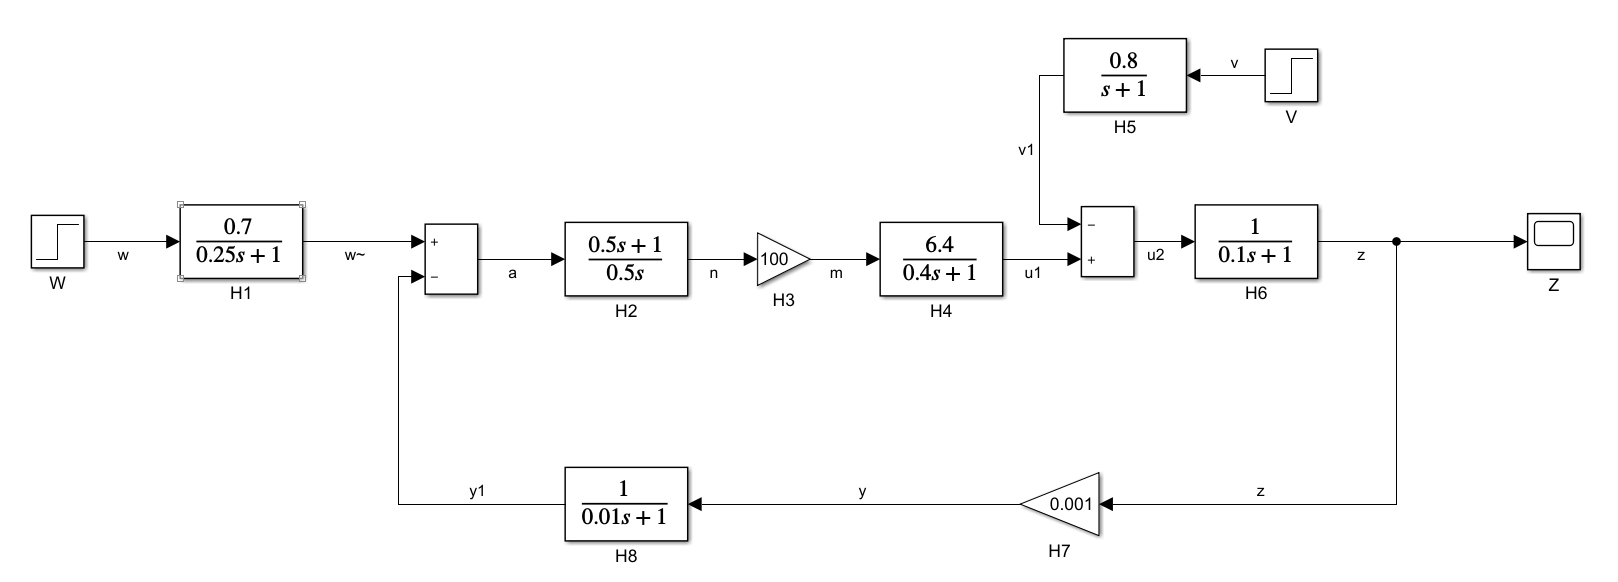 0.8
s + 1
H5
v
V
v1
W
w
0.7
0.25s + 1
H1
w~
+
−
a
0.5s + 1
0.5s
H2
n
100
H3
m
6.4
0.4s + 1
H4
u1
−
+
u2
1
0.1s + 1
H6
z
Z
y1
1
0.01s + 1
H8
y
0.001
H7
z